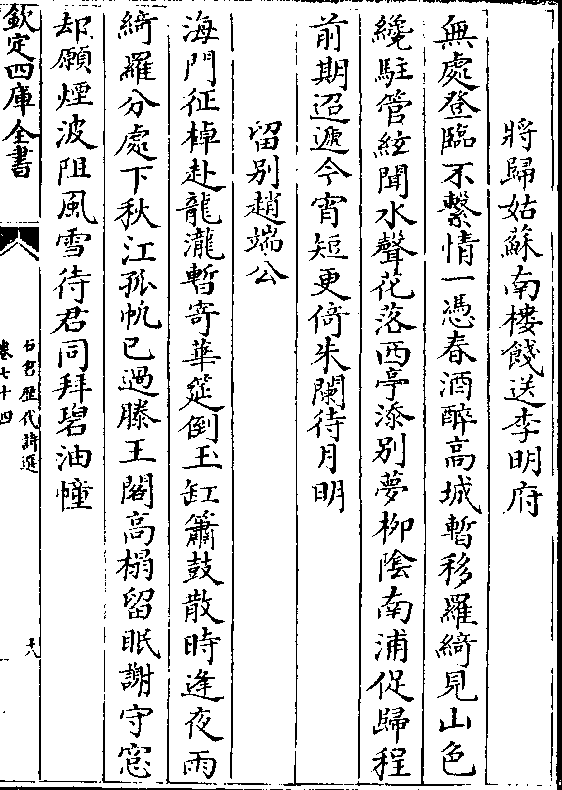 將歸姑蘇南樓餞送李明府
無處登臨不繫情一憑春酒醉高城暫移羅綺見山色
纔駐管絃聞水聲花落西亭添別夢柳陰南浦促歸程
前期迢遞今宵短更倚朱闌待月明
留別趙端公
海門征棹赴龍瀧暫寄華筵倒玉缸簫鼓散時逢夜雨
綺羅分處下秋江孤帆已過滕王閣高榻留眠謝守窓
却願煙波阻風雪待君同拜碧油幢
欽定四庫全書
石倉歷代詩選
卷七十四